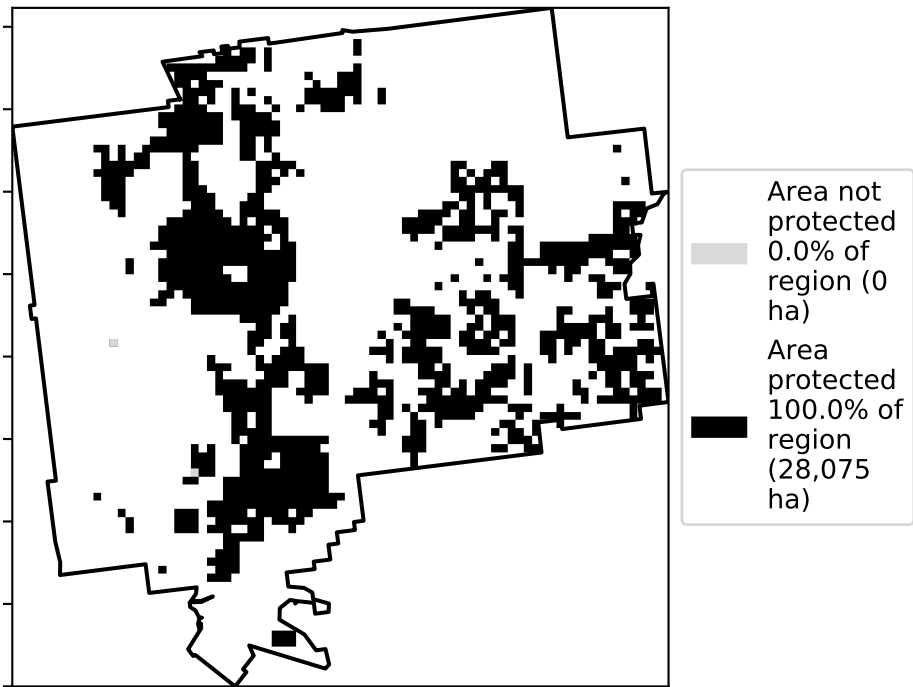 Area not
protected
0.0% of
region (0
ha)
Area
protected
100.0% of
region
(28,075
ha)